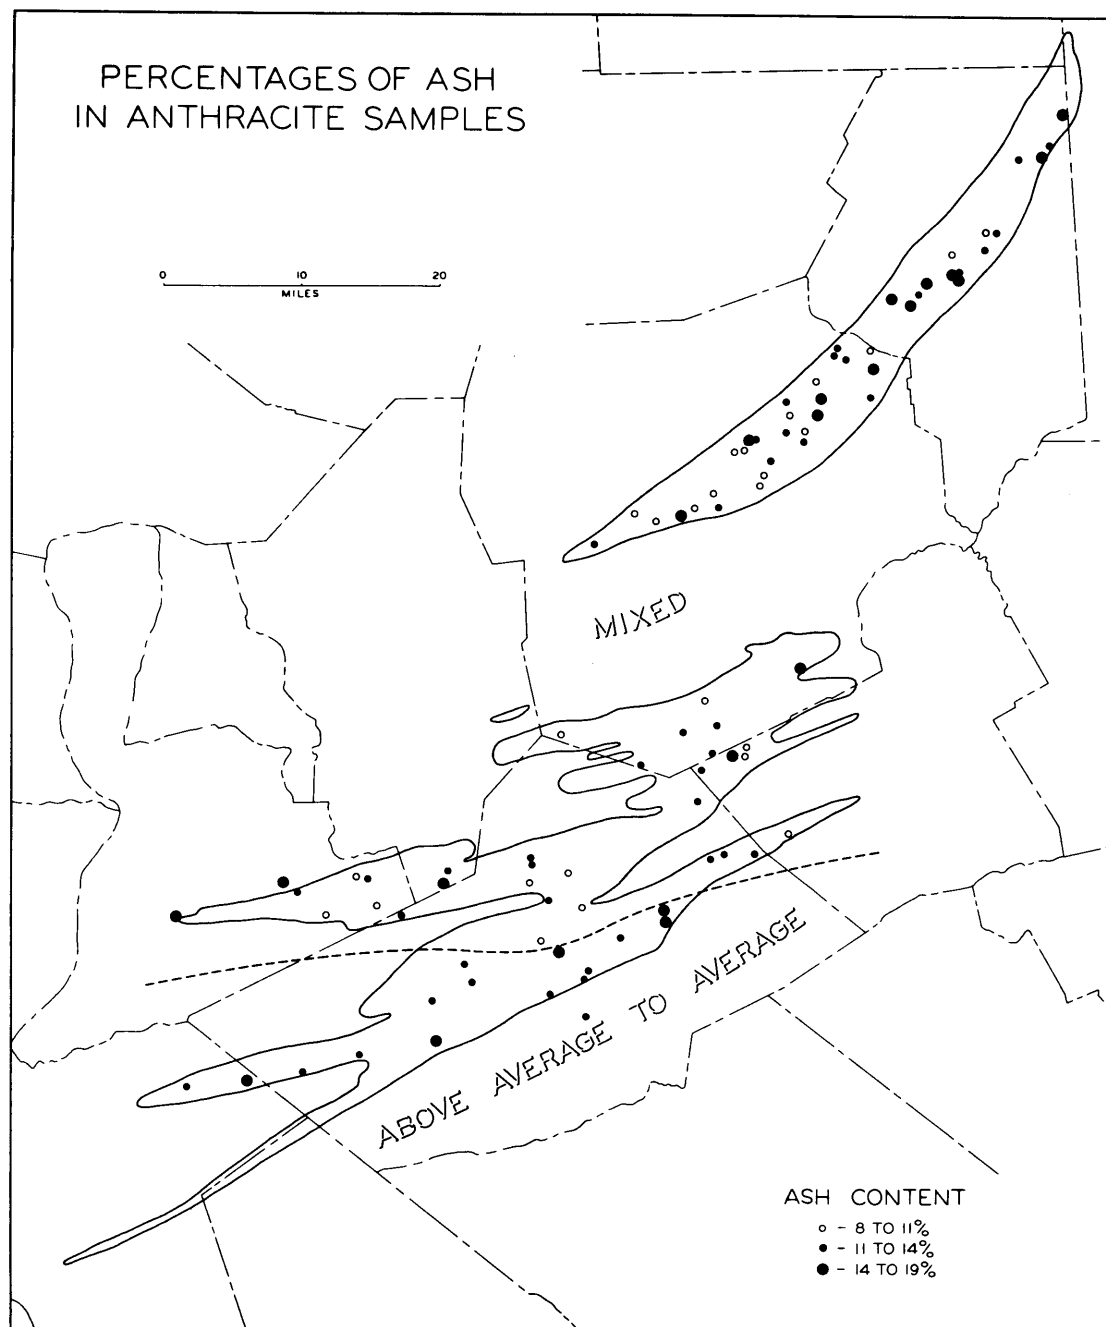 PERCENTAGES OF ASH
IN ANTHRACITE SAMPLES
0 10 20
MILES
MIXED
ABOVE AVERAGE TO AVERAGE
ASH CONTENT
○ - 8 TO 11%
● - 11 TO 14%
● - 14 TO 19%